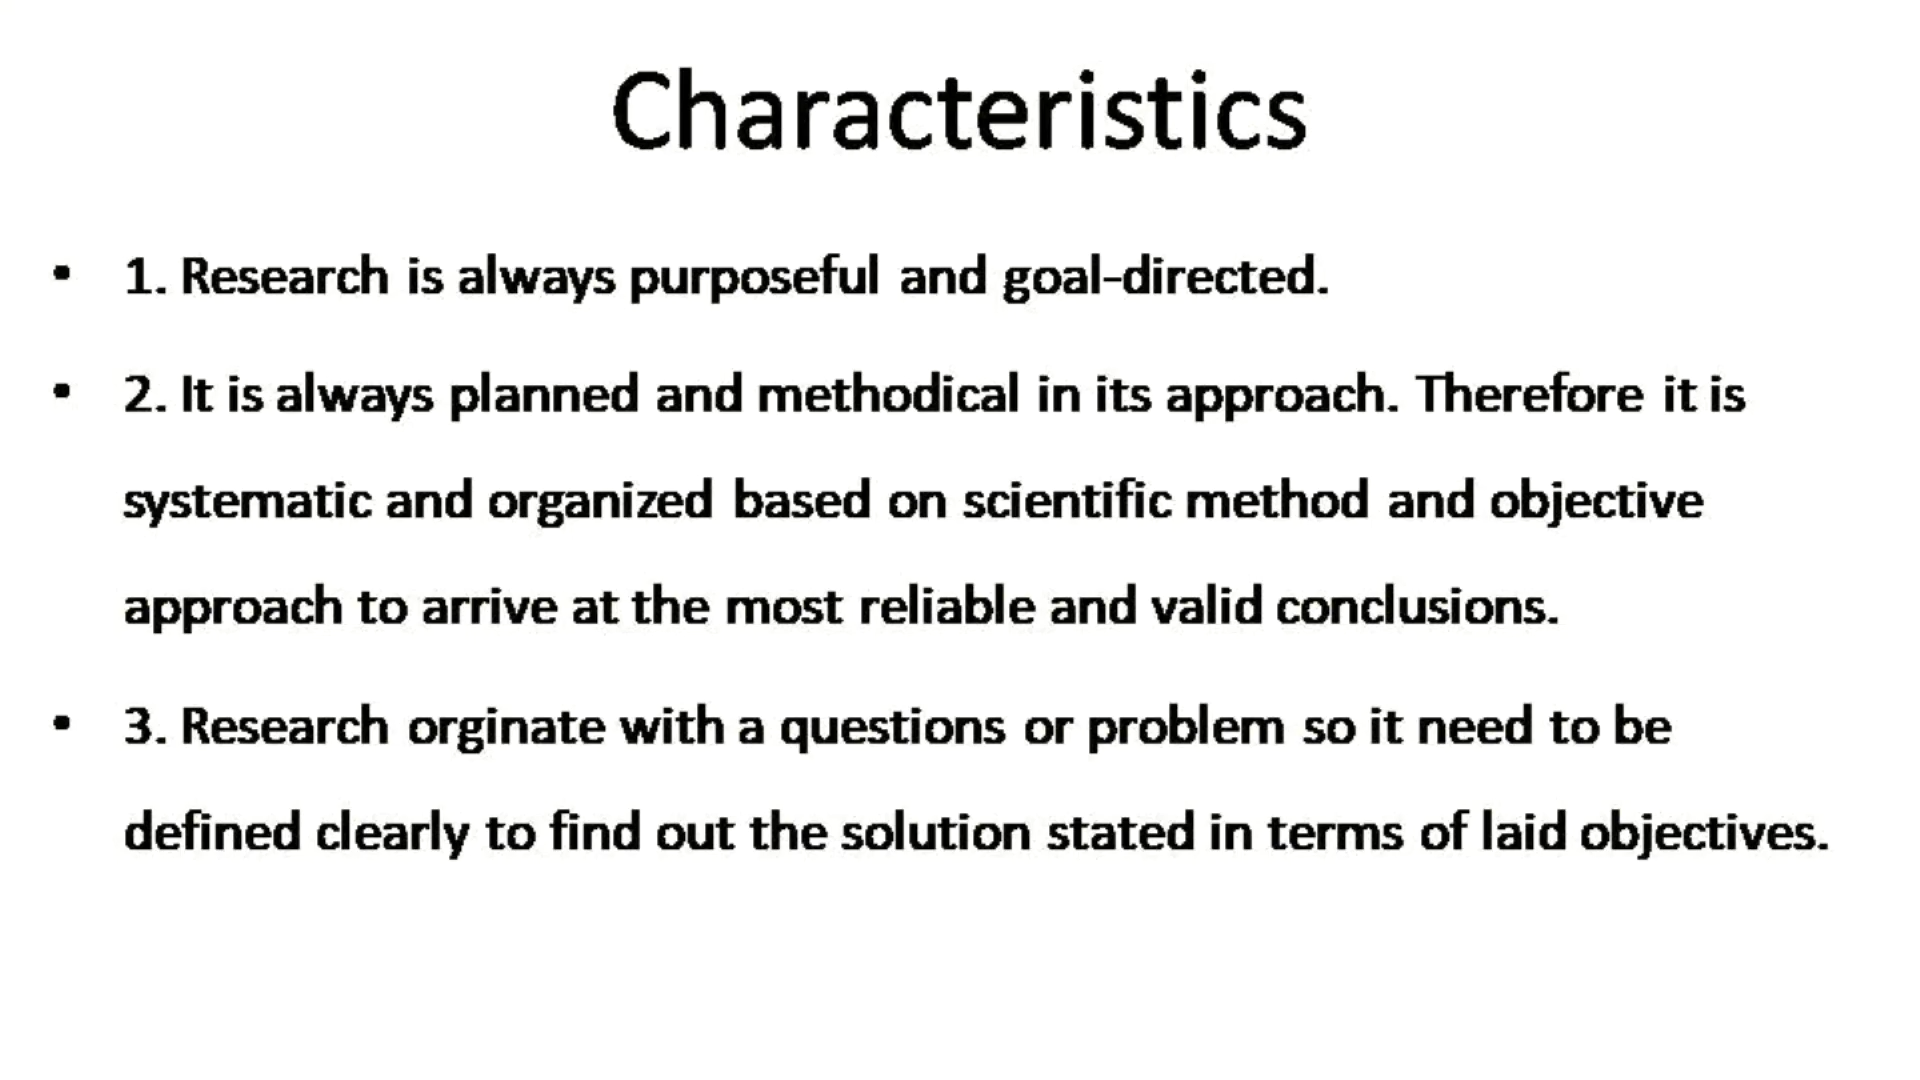 Characteristics
• 1. Research is always purposeful and goal-directed.
• 2. It is always planned and methodical in its approach. Therefore it is
systematic and organized based on scientific method and objective
approach to arrive at the most reliable and valid conclusions.
• 3. Research orginate with a questions or problem so it need to be
defined clearly to find out the solution stated in terms of laid objectives.